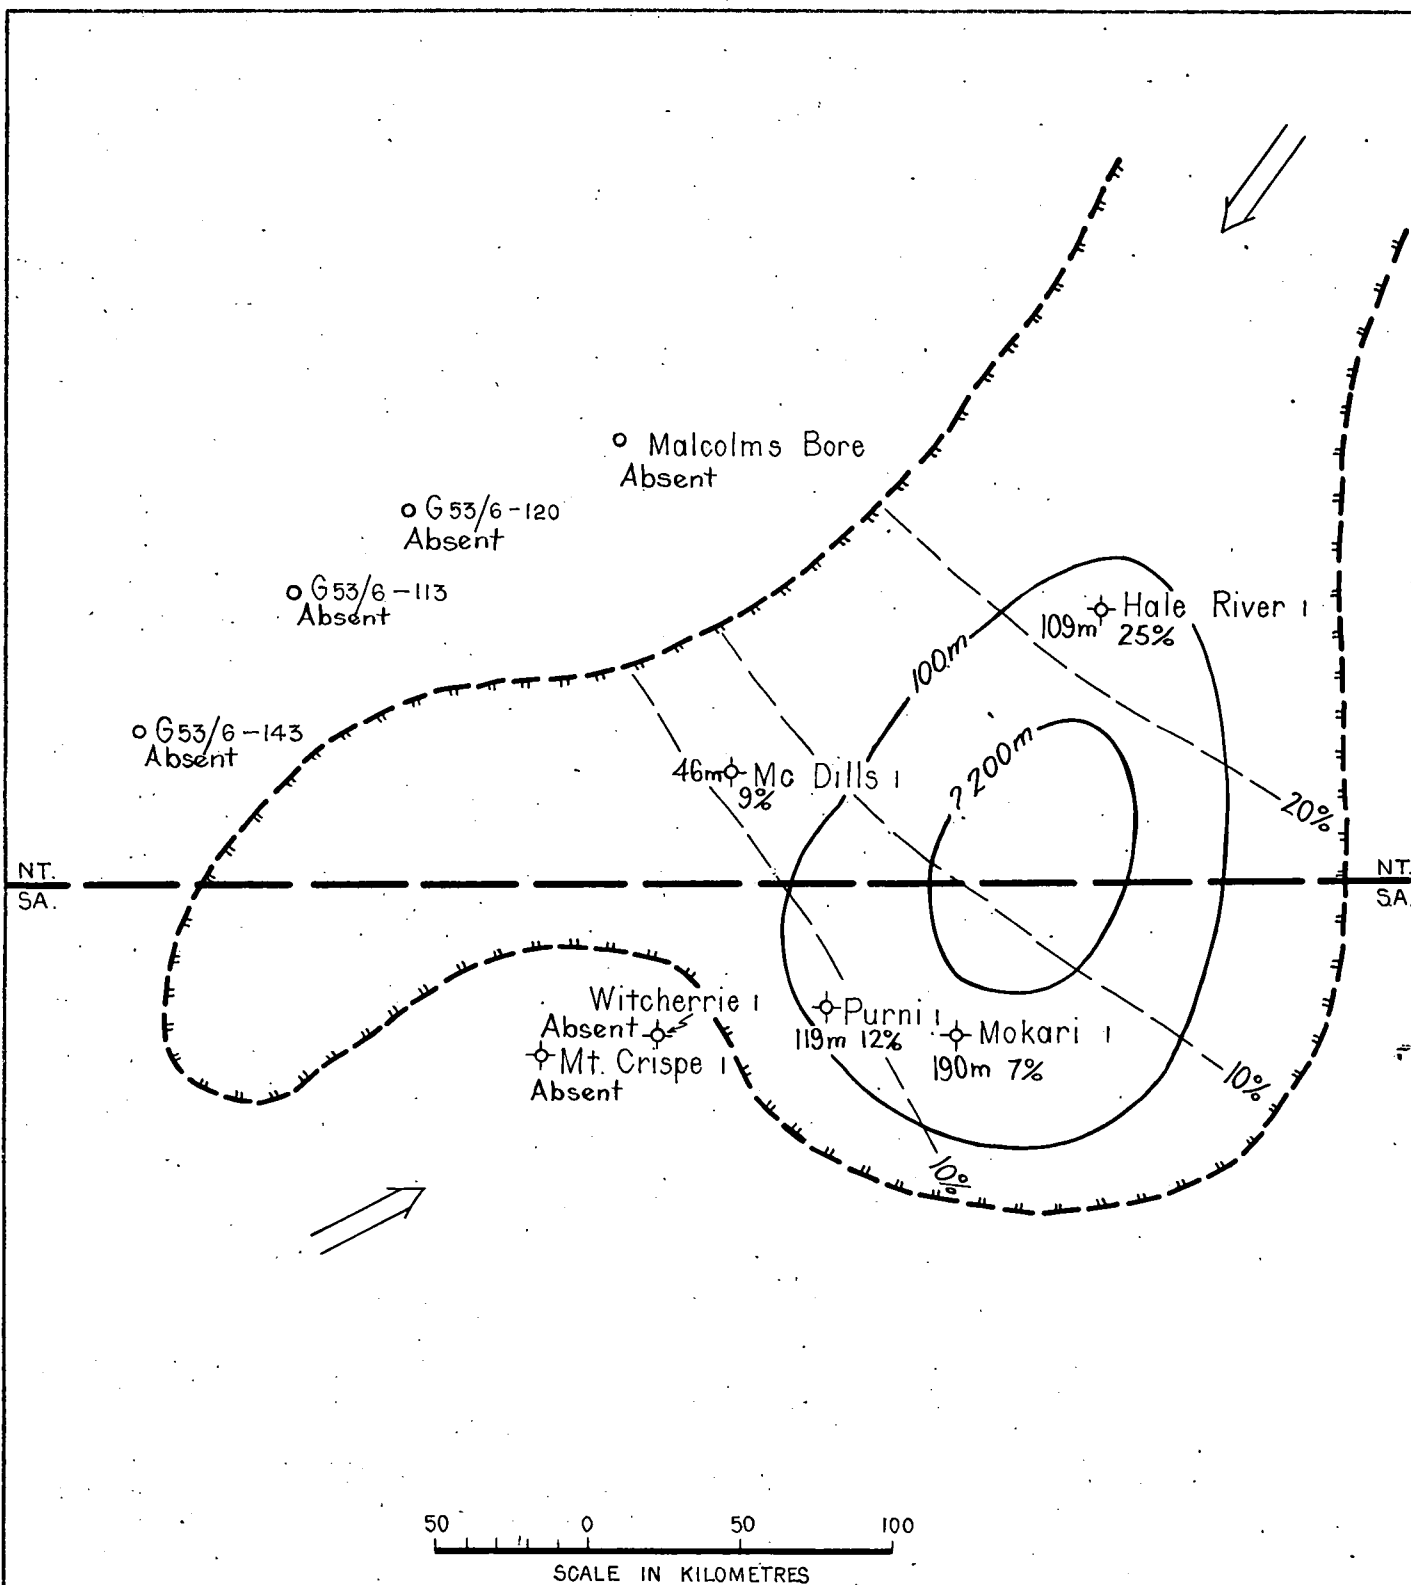 Malcolms Bore
Absent
G53/6-120
Absent
G53/6-113
Absent
Hale River 1
109m 25%
100m
G53/6-143
Absent
? 200m
46m Mc Dills 1
9%
20%
NT.
SA.
NT.
S.A.
Witcherrie 1
Absent
Purni 1
119m 12%
Mokari 1
190m 7%
Mt. Crispe 1
Absent
10%
10%
50 0 50 100
SCALE IN KILOMETRES